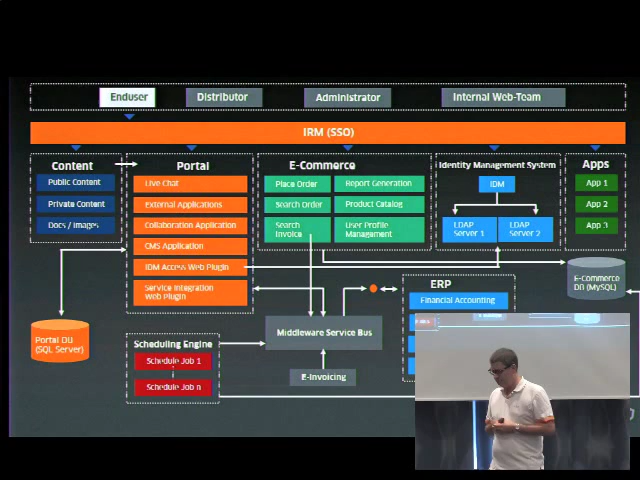 Enduser
Distributor
Administrator
Internal Web-Team
IRM (SSO)
Content
Public Content
Private Content
Docs / Images
Portal
Live Chat
External Applications
Collaboration Application
CMS Application
IDM Access Web Plugin
Service Integration
Web Plugin
E-Commerce
Place Order
Report Generation
Search Order
Product Catalog
Search
Invoice
User Profile
Management
Identity Management System
IDM
LDAP
Server 1
LDAP
Server 2
Apps
App 1
App 2
App 3
E-Commerce
DB (MySQL)
ERP
Financial Accounting
Portal DB
(SQL Server)
Scheduling Engine
Schedule Job 1
Schedule Job n
Middleware Service Bus
E-Invoicing